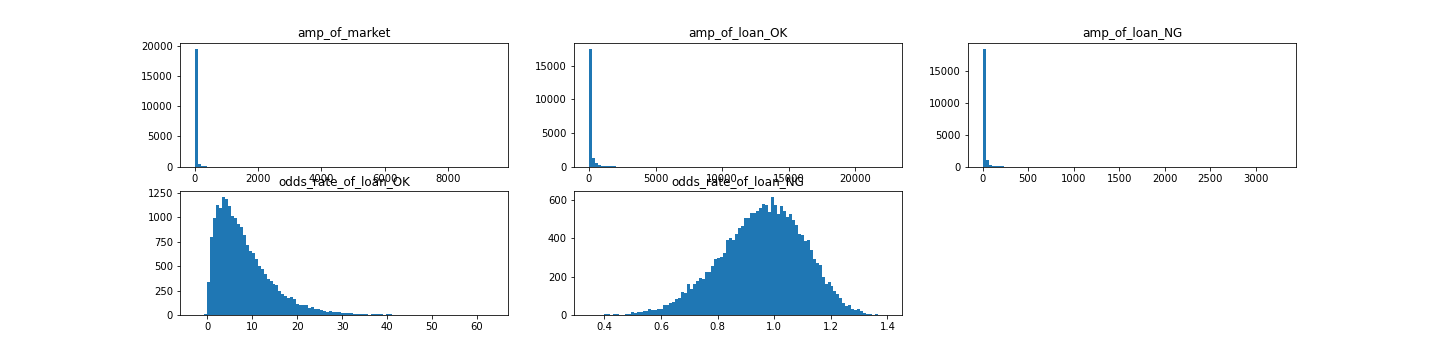 amp_of_market
amp_of_loan_OK
amp_of_loan_NG
20000
15000
10000
5000
0
0 2000 4000 6000 8000
15000
10000
5000
0
0 5000 10000 15000 20000
15000
10000
5000
0
0 500 1000 1500 2000 2500 3000
odds_rate_of_loan_OK
odds_rate_of_loan_NG
1250
1000
750
500
250
0
0 10 20 30 40 50 60
600
400
200
0
0.4 0.6 0.8 1.0 1.2 1.4